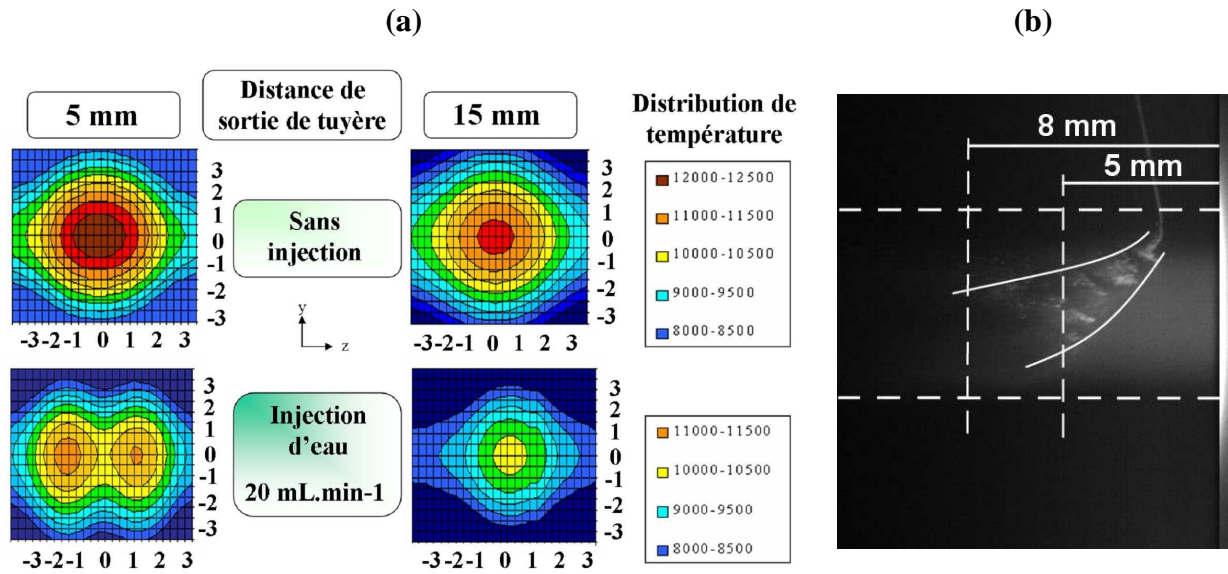 (a)
(b)
5 mm
Distance de
sortie de tuyère
15 mm
Distribution de
température
3
2
1
0
-1
-2
-3
-3-2-1 0 1 2 3
Sans
injection
y
z
3
2
1
0
-1
-2
-3
-3-2-1 0 1 2 3
12000-12500
11000-11500
10000-10500
9000-9500
8000-8500
3
2
1
0
-1
-2
-3
-3-2-1 0 1 2 3
Injection
d'eau
20 mL.min-1
3
2
1
0
-1
-2
-3
-3-2-1 0 1 2 3
11000-11500
10000-10500
9000-9500
8000-8500
8 mm
5 mm